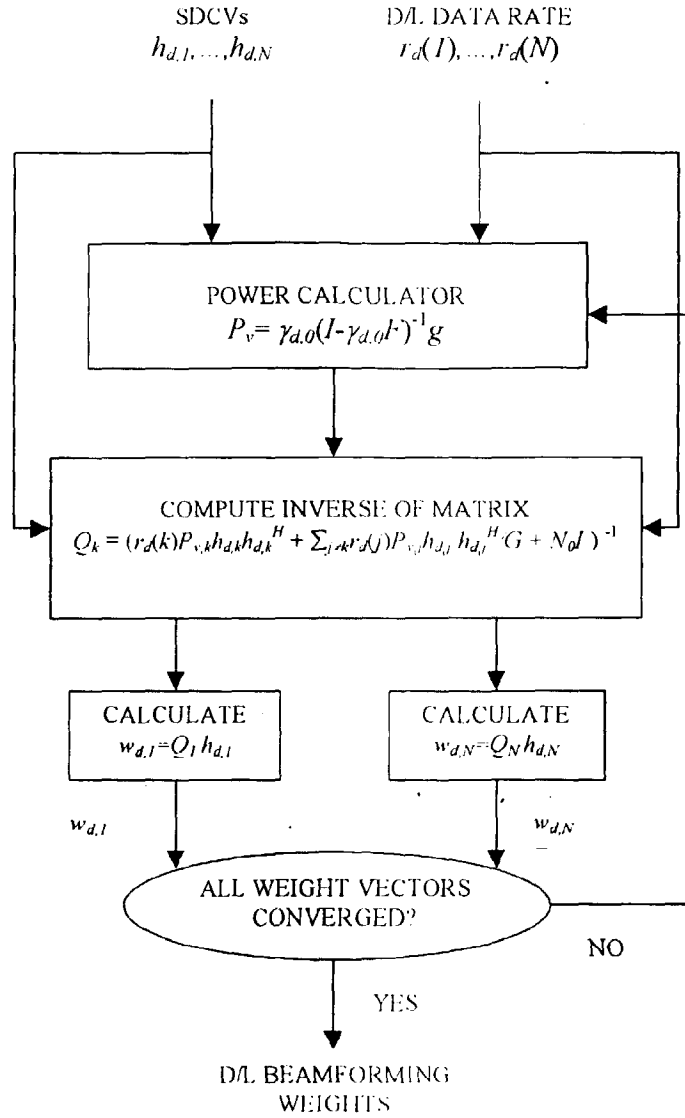 SDCVs
h_{d,1},...,h_{d,N}
D/L DATA RATE
r_d(1),...,r_d(N)
POWER CALCULATOR
P_v = γ_{d,0}(I-γ_{d,0}F)^{-1}g
COMPUTE INVERSE OF MATRIX
Q_k = (r_d(k)P_{v,k}h_{d,k}h_{d,k}^H + ∑_{j≠k}r_d(j)P_{v,j}h_{d,j} h_{d,j}^H/G + N_0I)^{-1}
CALCULATE
w_{d,1}=Q_1 h_{d,1}
CALCULATE
w_{d,N}=Q_N h_{d,N}
w_{d,1}
w_{d,N}
ALL WEIGHT VECTORS
CONVERGED?
NO
YES
D/L BEAMFORMING
WEIGHTS